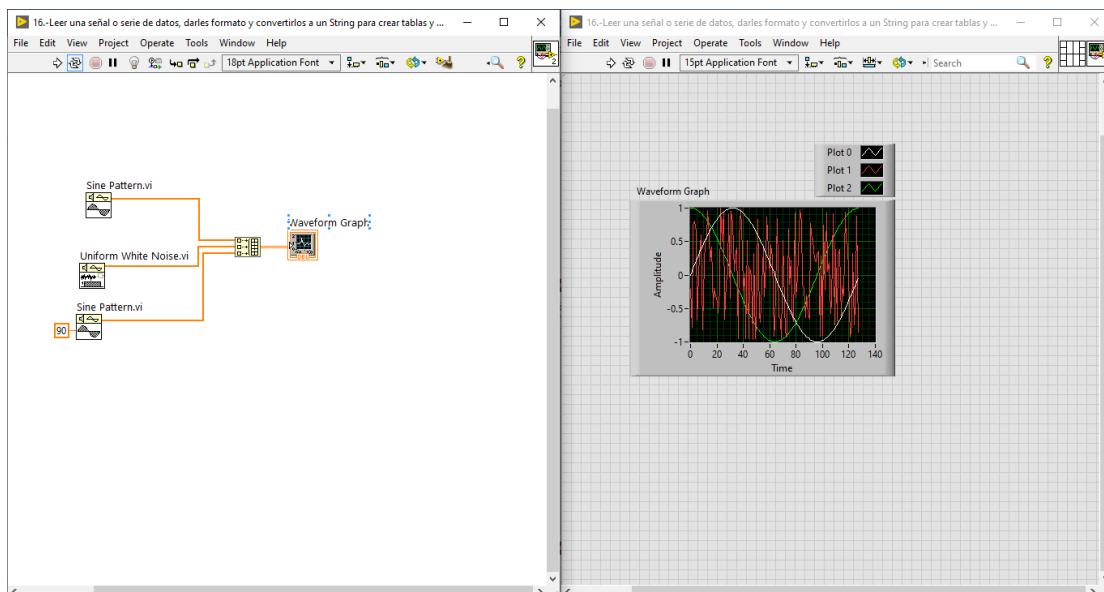 16.-Leer una señal o serie de datos, darles formato y convertirlos a un String para crear tablas y ...
File Edit View Project Operate Tools Window Help
18pt Application Font
2
Sine Pattern.vi
Waveform Graph
DBL
Uniform White Noise.vi
Sine Pattern.vi
90
16.-Leer una señal o serie de datos, darles formato y convertirlos a un String para crear tablas y ...
File Edit View Project Operate Tools Window Help
15pt Application Font
Search
Plot 0
Plot 1
Plot 2
Waveform Graph
Amplitude
1
0.5
0
-0.5
-1
0 20 40 60 80 100 120 140
Time